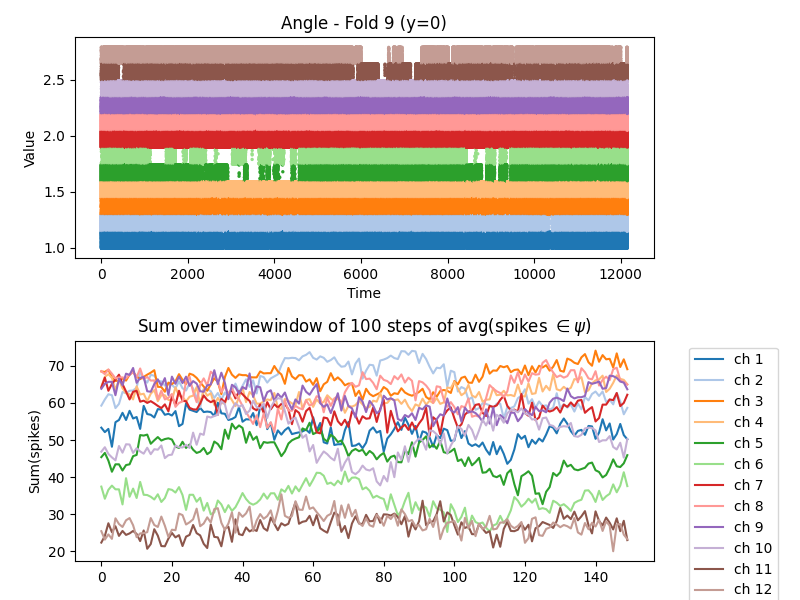 Angle - Fold 9 (y=0)
Value
2.5
2.0
1.5
1.0
0 2000 4000 6000 8000 10000 12000
Time
Sum over timewindow of 100 steps of avg(spikes ∈ψ)
Sum(spikes)
70
60
50
40
30
20
0 20 40 60 80 100 120 140
ch 1
ch 2
ch 3
ch 4
ch 5
ch 6
ch 7
ch 8
ch 9
ch 10
ch 11
ch 12